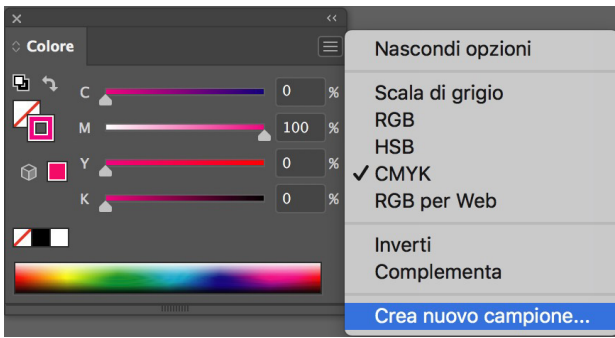 Colore
C 0 %
M 100 %
Y 0 %
K 0 %
Nascondi opzioni
Scala di grigio
RGB
HSB
CMYK
RGB per Web
Inverti
Complementa
Crea nuovo campione...